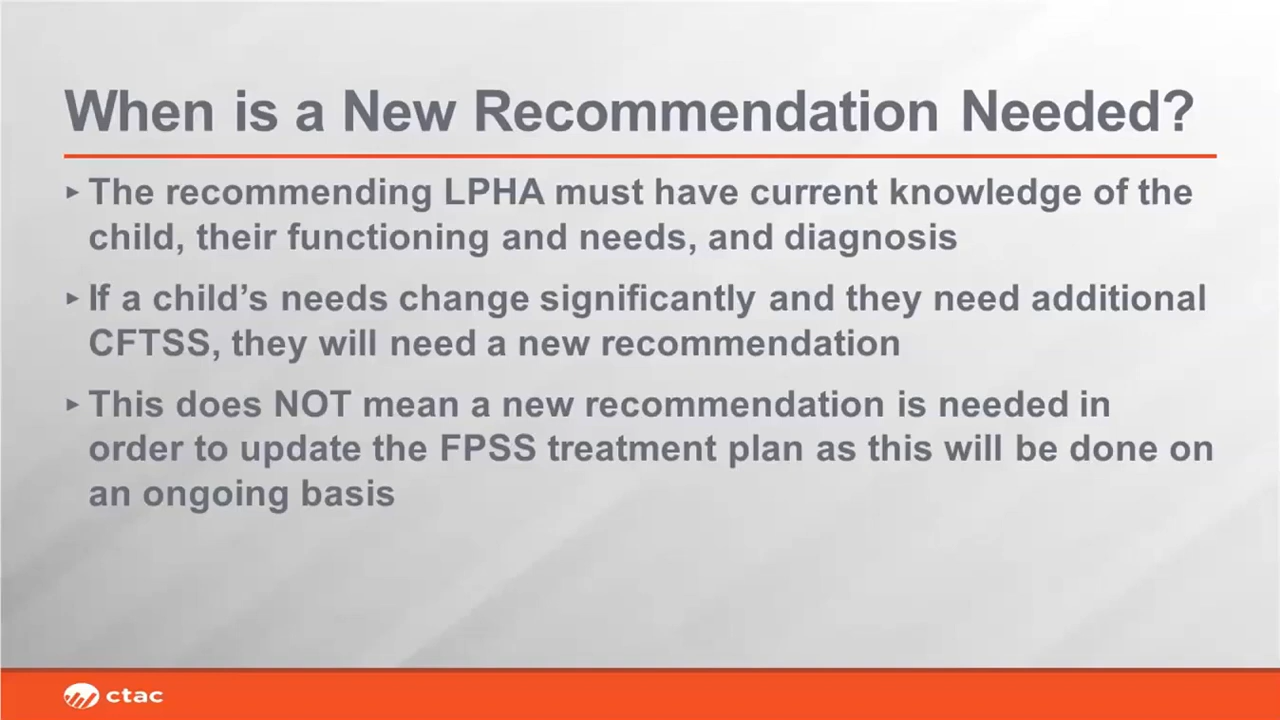 When is a New Recommendation Needed?
▸ The recommending LPHA must have current knowledge of the
child, their functioning and needs, and diagnosis
▸ If a child’s needs change significantly and they need additional
CFTSS, they will need a new recommendation
▸ This does NOT mean a new recommendation is needed in
order to update the FPSS treatment plan as this will be done on
an ongoing basis
ctac